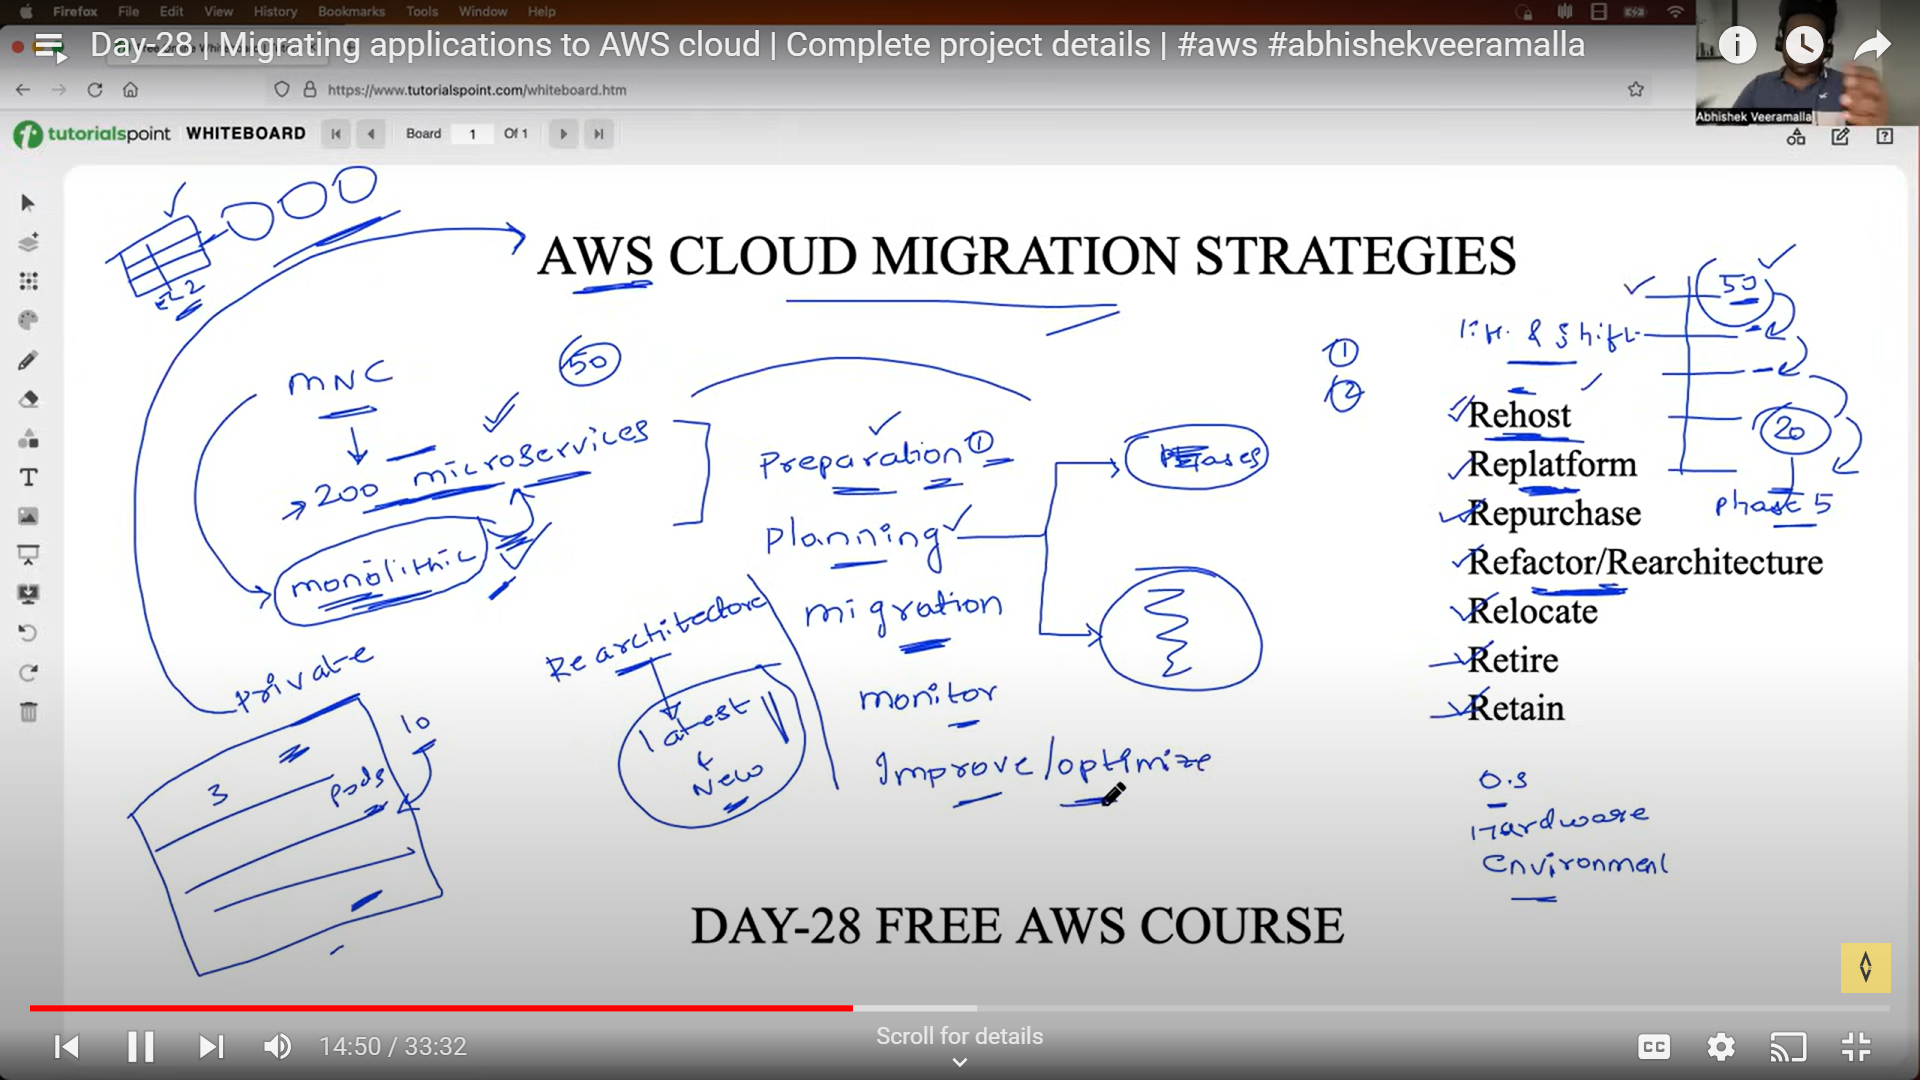 Firefox File Edit View History Bookmarks Tools Window Help
Day-28 | Migrating applications to AWS cloud | Complete project details | #aws #abhishekveeramalla
https://www.tutorialspoint.com/whiteboard.htm
Abhishek Veeramalla
tutorialspoint WHITEBOARD Board 1 Of 1
AWS CLOUD MIGRATION STRATEGIES
50
MNC
200 microservices
monolithic
private
3
pods
10
Rearchitecture
latest
+
New
Preparation ①
planning
migration
monitor
Improve/optimize
Phases
①
②
50
lift & shift
20
phase 5
Rehost
Replatform
Repurchase
Refactor/Rearchitecture
Relocate
Retire
Retain
O.S
Hardware
Environment
DAY-28 FREE AWS COURSE
14:50 / 33:32
Scroll for details
CC